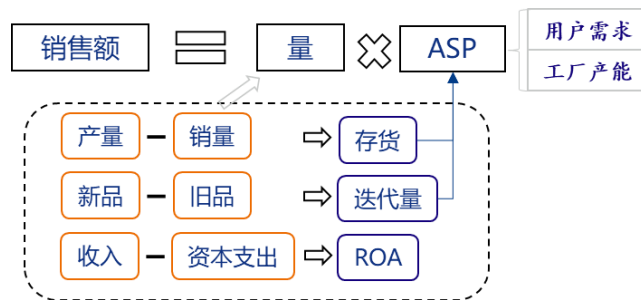 销售额 = 量 × ASP
用户需求
工厂产能
产量 - 销量 ⇨ 存货
新品 - 旧品 ⇨ 迭代量
收入 - 资本支出 ⇨ ROA